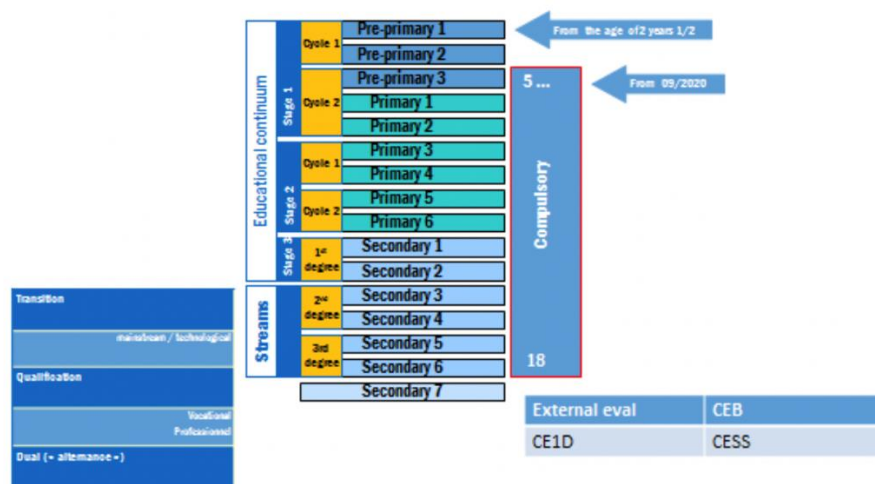 Educational continuum
Stage 1
Cycle 1
Pre-primary 1
Pre-primary 2
Cycle 2
Pre-primary 3
Primary 1
Primary 2
Stage 2
Cycle 1
Primary 3
Primary 4
Cycle 2
Primary 5
Primary 6
Stage 3
1st
degree
Secondary 1
Secondary 2
Streams
2nd
degree
Secondary 3
Secondary 4
3rd
degree
Secondary 5
Secondary 6
Secondary 7
From the age of 2 years 1/2
From 09/2020
5 ...
Compulsory
18
Transition
mainstream / technological
Qualification
Vocational
Professionnel
Dual (« alternance »)
External eval CEB
CE1D CESS